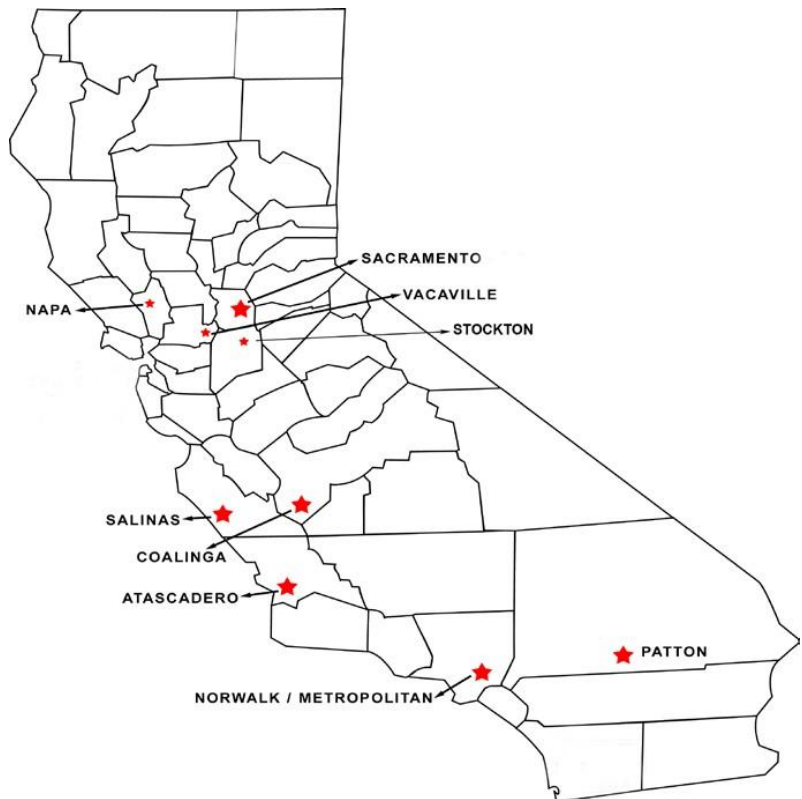 SACRAMENTO
VACAVILLE
NAPA
STOCKTON
SALINAS
COALINGA
ATASCADERO
PATTON
NORWALK / METROPOLITAN